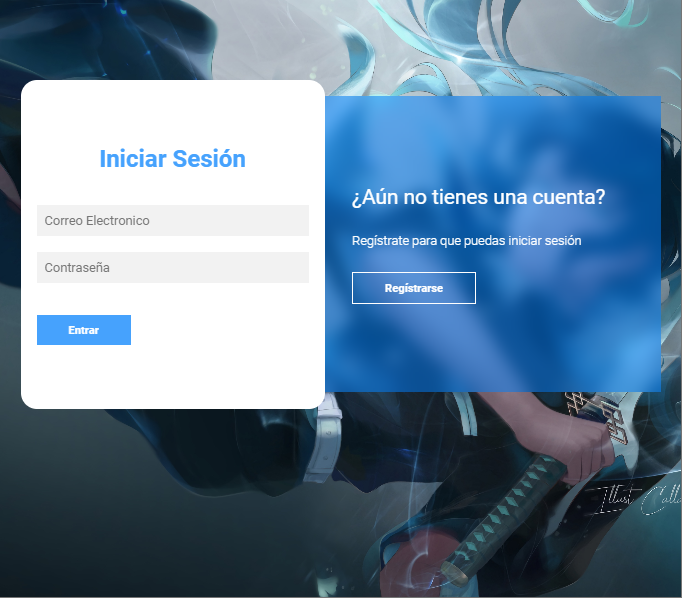 Iniciar Sesión
Correo Electronico
Contraseña
Entrar
¿Aún no tienes una cuenta?
Regístrate para que puedas iniciar sesión
Regístrarse
Illust